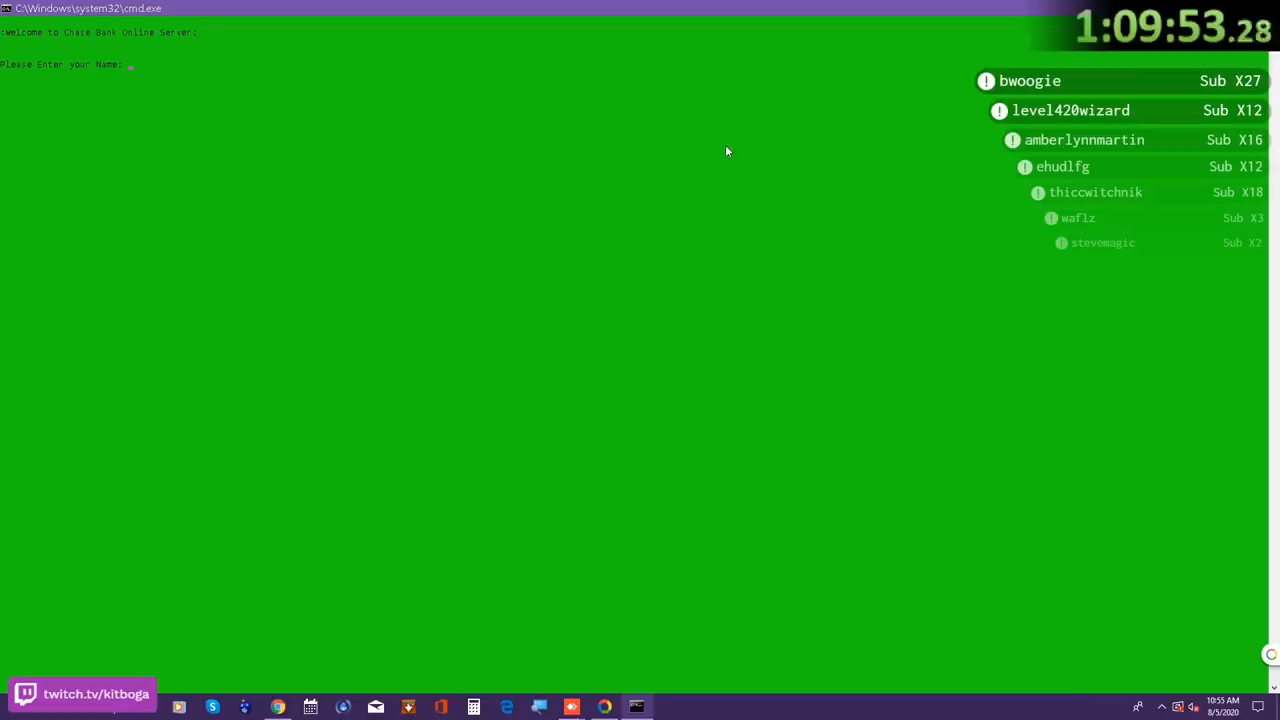 C:\Windows\system32\cmd.exe
:Welcome to Chase Bank Online Server:
Please Enter your Name:
1:09:53.28
bwoogie Sub X27
level420wizard Sub X12
amberlynnmartin Sub X16
ehudlfg Sub X12
thiccwitchnik Sub X18
waflz Sub X3
stevemagic Sub X2
twitch.tv/kitboga
10:55 AM
8/5/2020